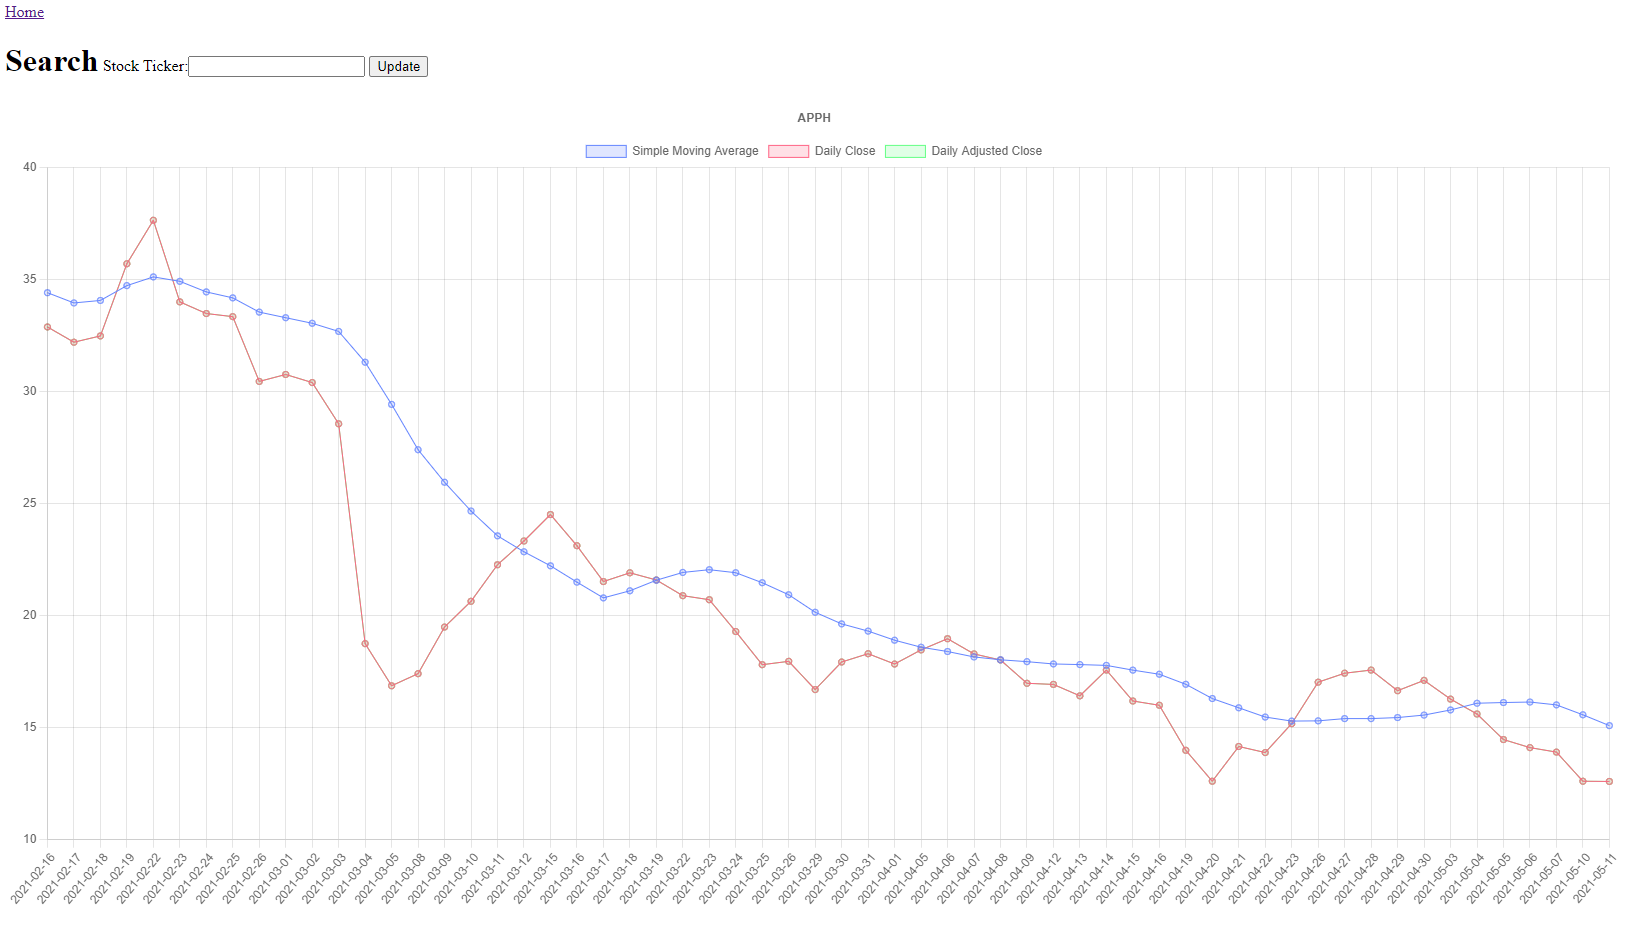 Home
Search Stock Ticker: Update
APPH
Simple Moving Average Daily Close Daily Adjusted Close
40
35
30
25
20
15
10
2021-02-16 2021-02-17 2021-02-18 2021-02-19 2021-02-22 2021-02-23 2021-02-24 2021-02-25 2021-02-26 2021-03-01 2021-03-02 2021-03-03 2021-03-04 2021-03-05 2021-03-08 2021-03-09 2021-03-10 2021-03-11 2021-03-12 2021-03-15 2021-03-16 2021-03-17 2021-03-18 2021-03-19 2021-03-22 2021-03-23 2021-03-24 2021-03-25 2021-03-26 2021-03-29 2021-03-30 2021-03-31 2021-04-01 2021-04-05 2021-04-06 2021-04-07 2021-04-08 2021-04-09 2021-04-12 2021-04-13 2021-04-14 2021-04-15 2021-04-16 2021-04-19 2021-04-20 2021-04-21 2021-04-22 2021-04-23 2021-04-26 2021-04-27 2021-04-28 2021-04-29 2021-04-30 2021-05-03 2021-05-04 2021-05-05 2021-05-06 2021-05-07 2021-05-10 2021-05-11